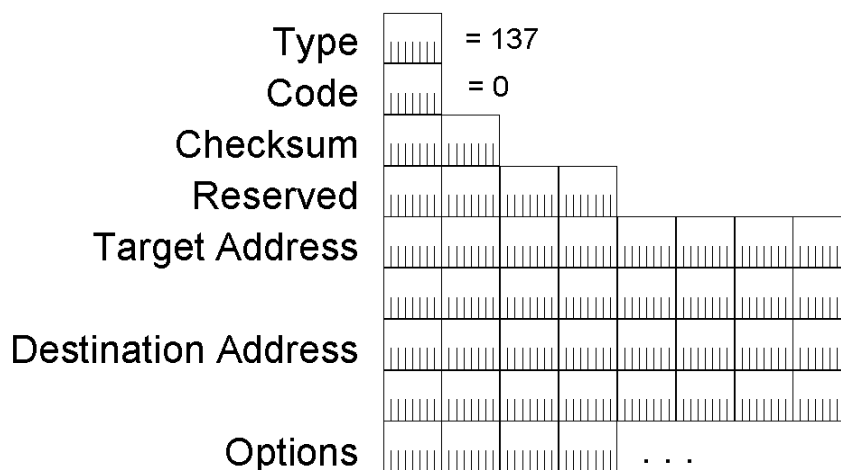 Type = 137
Code = 0
Checksum
Reserved
Target Address
Destination Address
Options . . .